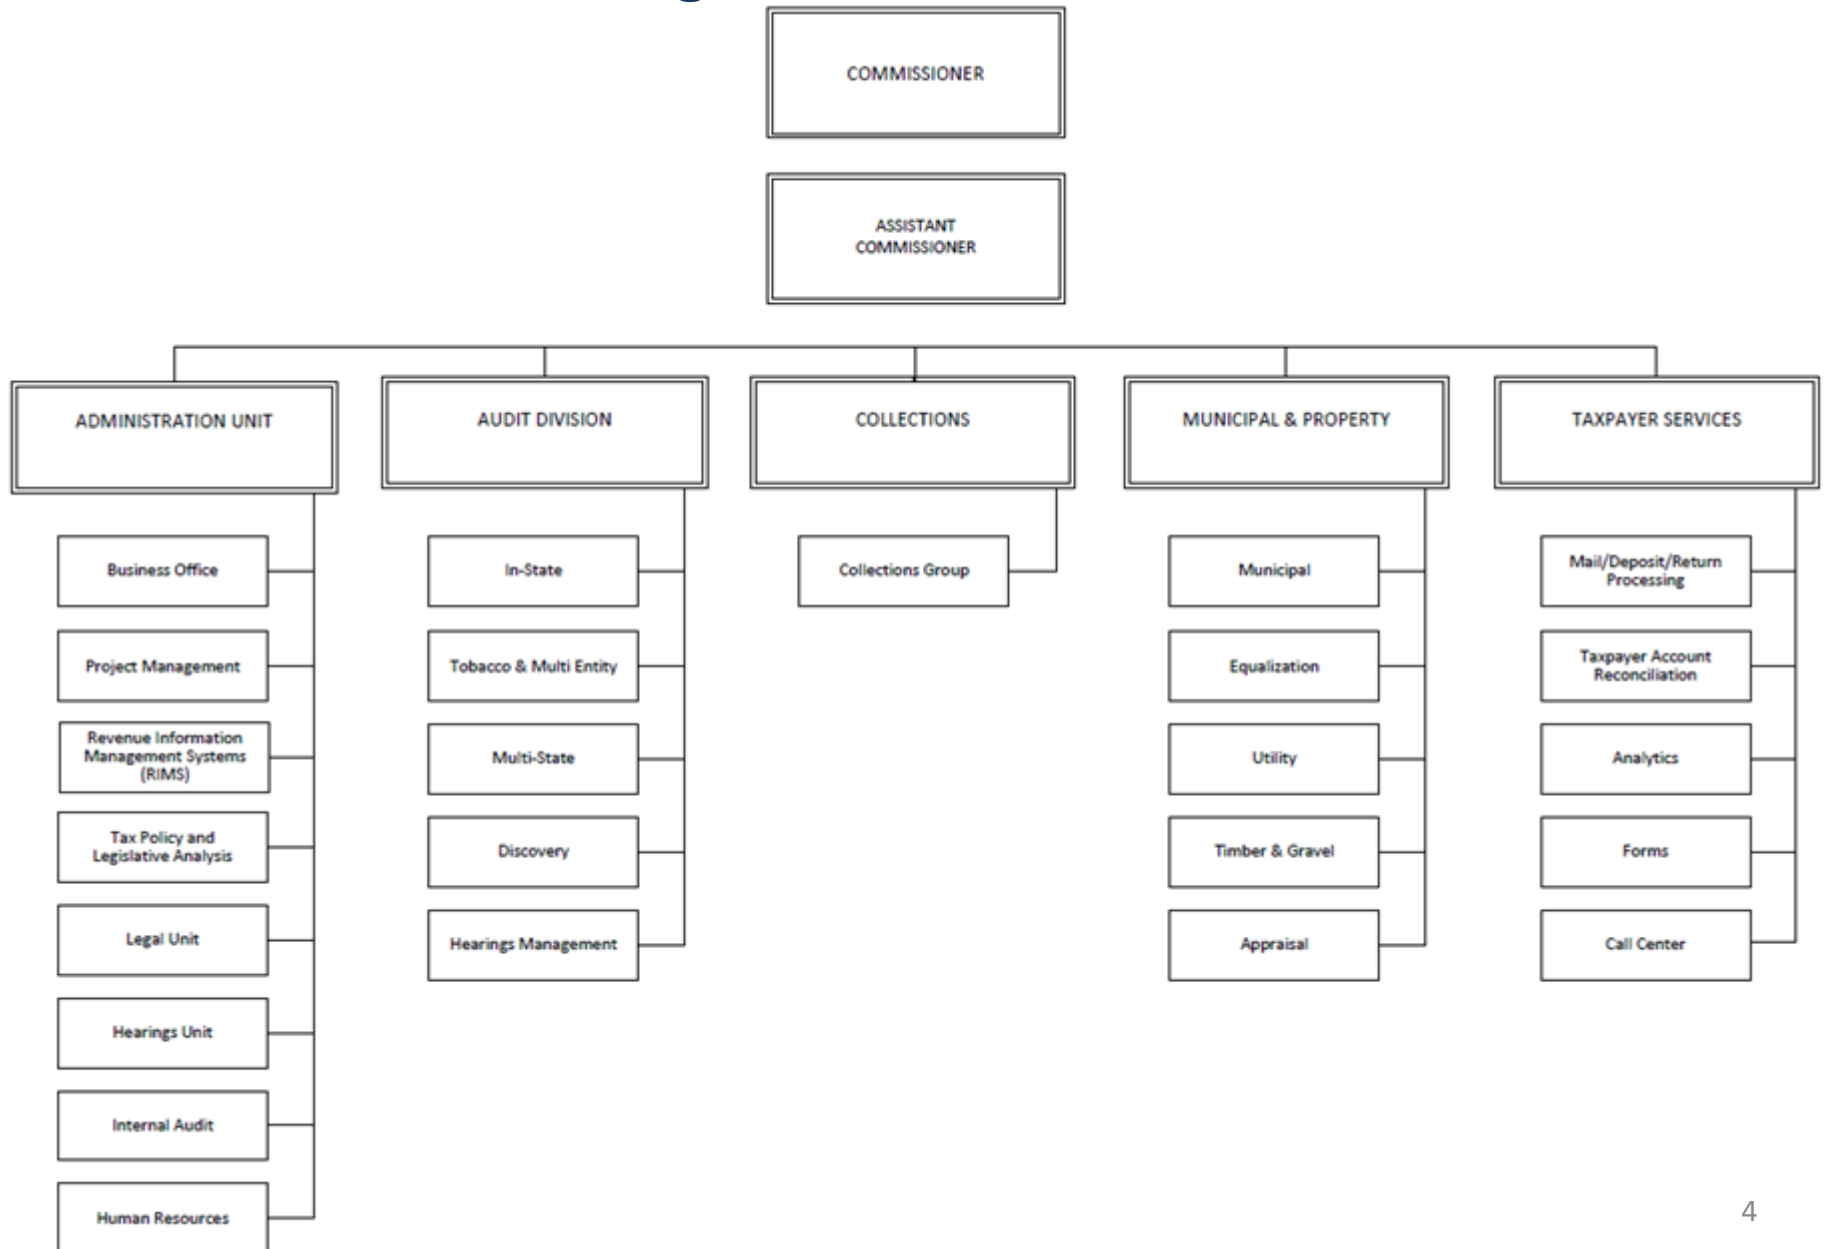 COMMISSIONER
ASSISTANT
COMMISSIONER
ADMINISTRATION UNIT
AUDIT DIVISION
COLLECTIONS
MUNICIPAL & PROPERTY
TAXPAYER SERVICES
Business Office
Project Management
Revenue Information
Management Systems
(RIMS)
Tax Policy and
Legislative Analysis
Legal Unit
Hearings Unit
Internal Audit
Human Resources
In-State
Tobacco & Multi Entity
Multi-State
Discovery
Hearings Management
Collections Group
Municipal
Equalization
Utility
Timber & Gravel
Appraisal
Mail/Deposit/Return
Processing
Taxpayer Account
Reconciliation
Analytics
Forms
Call Center
4